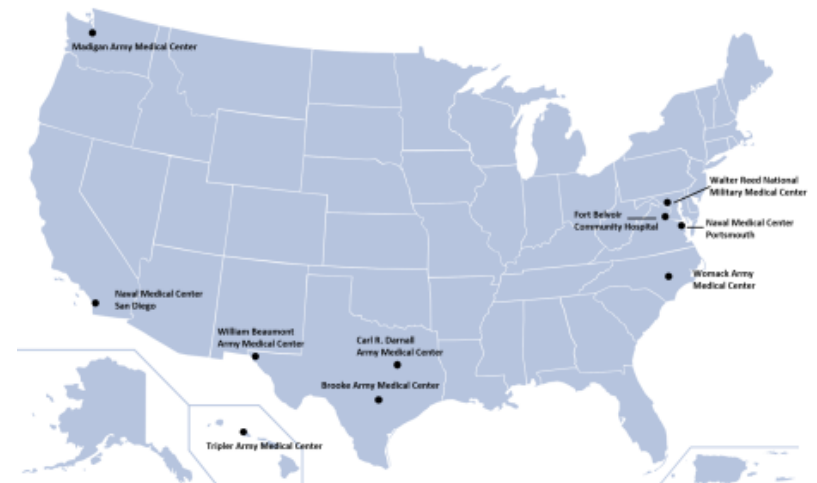 Madigan Army Medical Center
Walter Reed National
Military Medical Center
Fort Belvoir
Community Hospital
Naval Medical Center
Portsmouth
Womack Army
Medical Center
Naval Medical Center
San Diego
William Beaumont
Army Medical Center
Carl R. Darnall
Army Medical Center
Brooke Army Medical Center
Tripler Army Medical Center